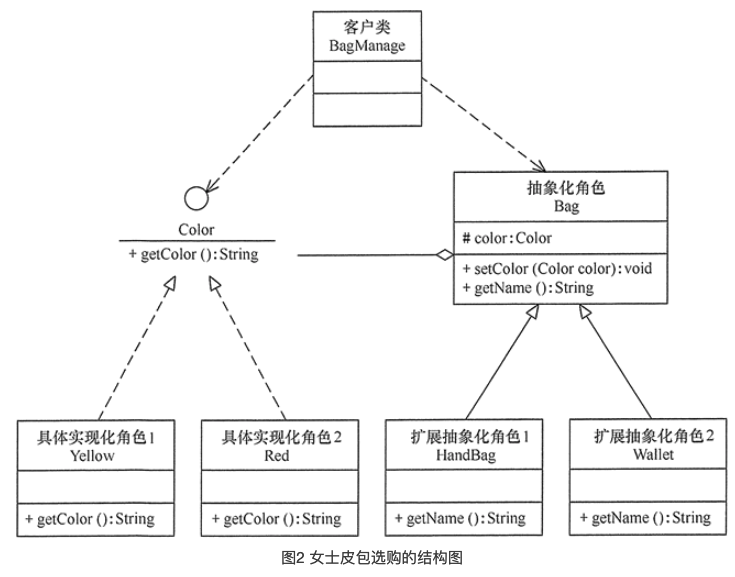 客户类
BagManage
Color
+ getColor ():String
抽象化角色
Bag
# color:Color
+ setColor (Color color):void
+ getName ():String
具体实现化角色1
Yellow
+ getColor ():String
具体实现化角色2
Red
+ getColor ():String
扩展抽象化角色1
HandBag
+ getName ():String
扩展抽象化角色2
Wallet
+ getName ():String
图2 女士皮包选购的结构图